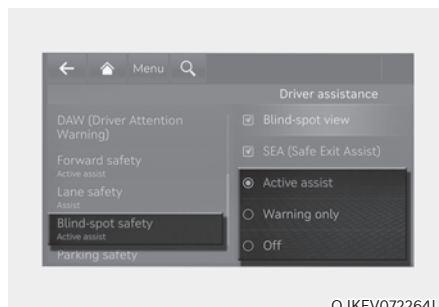 Menu
Driver assistance
DAW (Driver Attention
Warning)
Forward safety
Active assist
Lane safety
Assist
Blind-spot safety
Active assist
Parking safety
Blind-spot view
SEA (Safe Exit Assist)
Active assist
Warning only
Off
OJKEV072264L